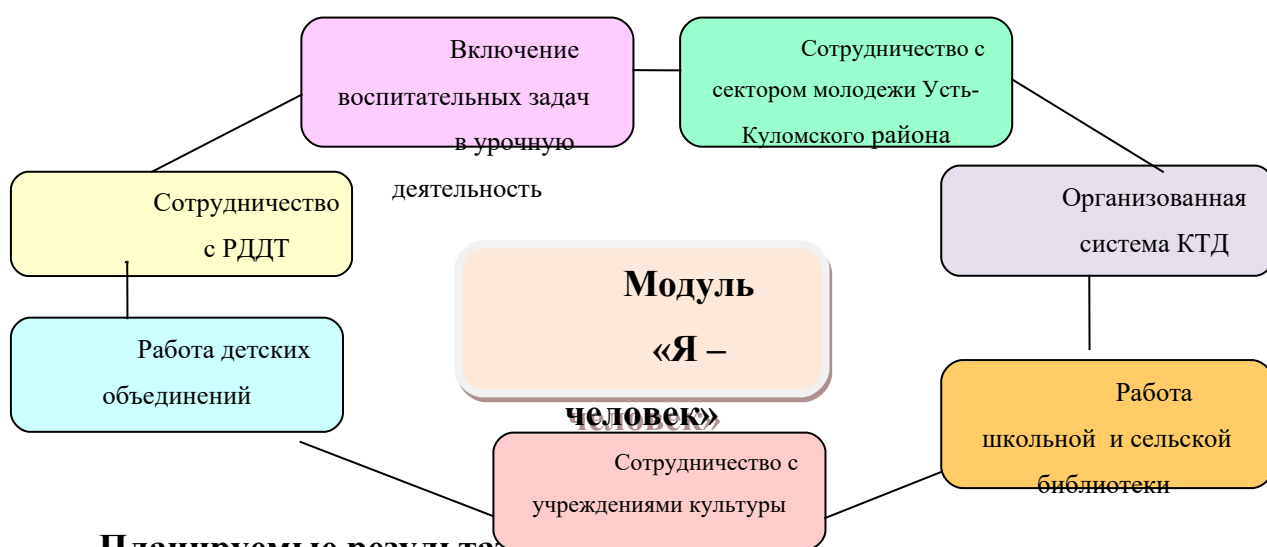 Включение
воспитательных задач
в урочную
деятельность
Сотрудничество с
сектором молодежи Усть-
Куломского района
Сотрудничество
с РДДТ
Организованная
система КТД
Модуль
«Я –
человек»
Работа детских
объединений
Работа
школьной и сельской
библиотеки
Сотрудничество с
учреждениями культуры
Планируемые